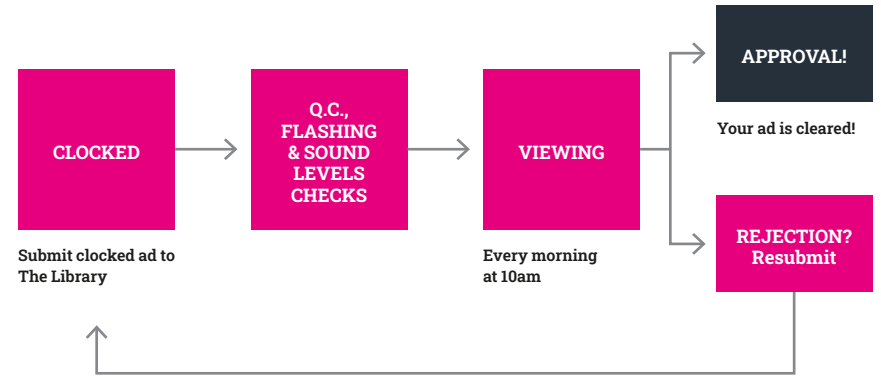 CLOCKED
Submit clocked ad to
The Library
Q.C.,
FLASHING
& SOUND
LEVELS
CHECKS
VIEWING
Every morning
at 10am
APPROVAL!
Your ad is cleared!
REJECTION?
Resubmit